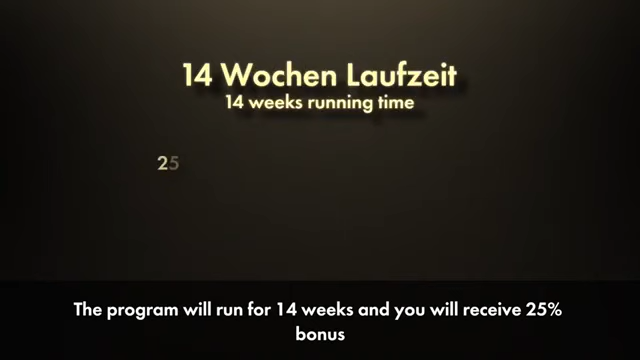 14 Wochen Laufzeit
14 weeks running time
25
The program will run for 14 weeks and you will receive 25%
bonus